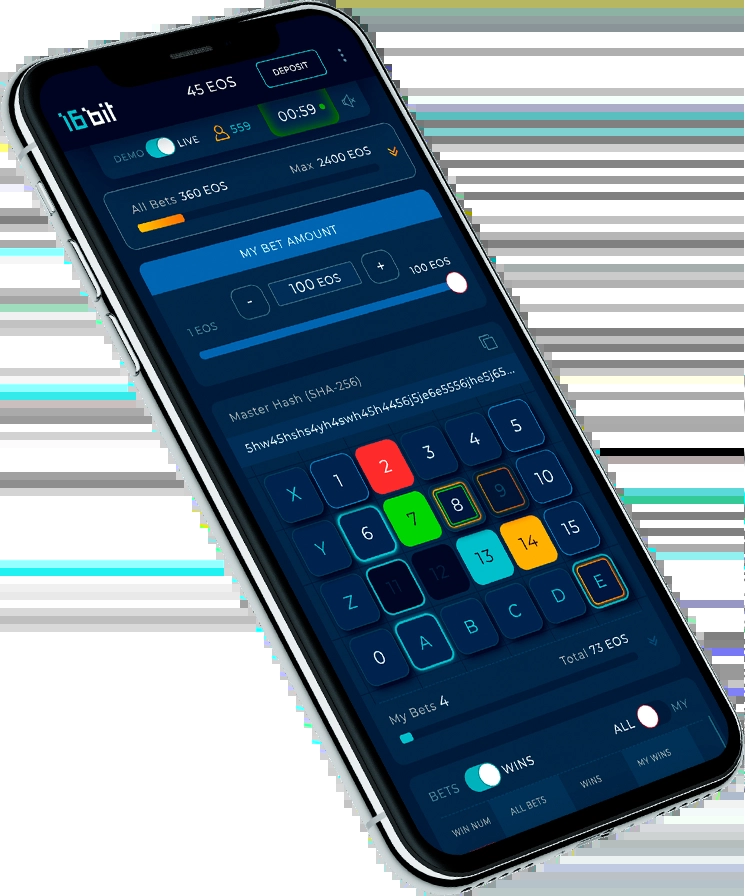 16bit 45 EOS DEPOSIT
DEMO LIVE 559 00:59
All Bets 360 EOS Max 2400 EOS
MY BET AMOUNT
- 100 EOS +
1 EOS 100 EOS
Master Hash (SHA-256)
5hw45hshs4yh4swh45h4456j5je6e5556jhe5j65...
X 1 2 3 4 5
Y 6 7 8 9 10
Z 11 12 13 14 15
0 A B C D E
My Bets 4 Total 73 EOS
BETS WINS ALL MY
WIN NUM ALL BETS WINS MY WINS